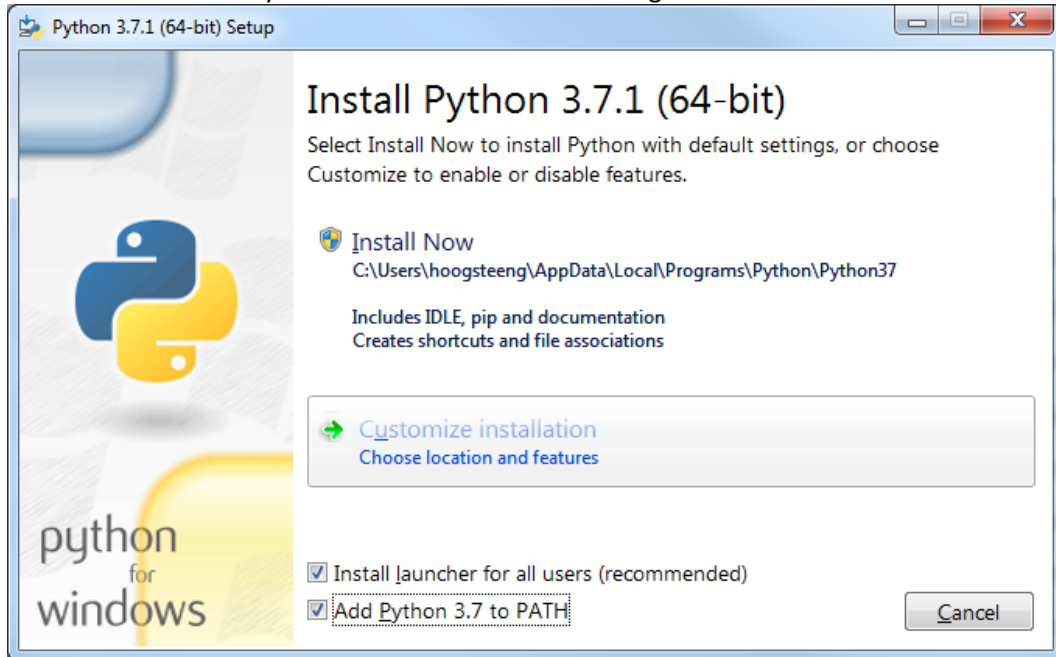 Python 3.7.1 (64-bit) Setup
Install Python 3.7.1 (64-bit)
Select Install Now to install Python with default settings, or choose
Customize to enable or disable features.
Install Now
C:\Users\hoogsteeng\AppData\Local\Programs\Python\Python37
Includes IDLE, pip and documentation
Creates shortcuts and file associations
Customize installation
Choose location and features
python
for
windows
Install launcher for all users (recommended)
Add Python 3.7 to PATH
Cancel